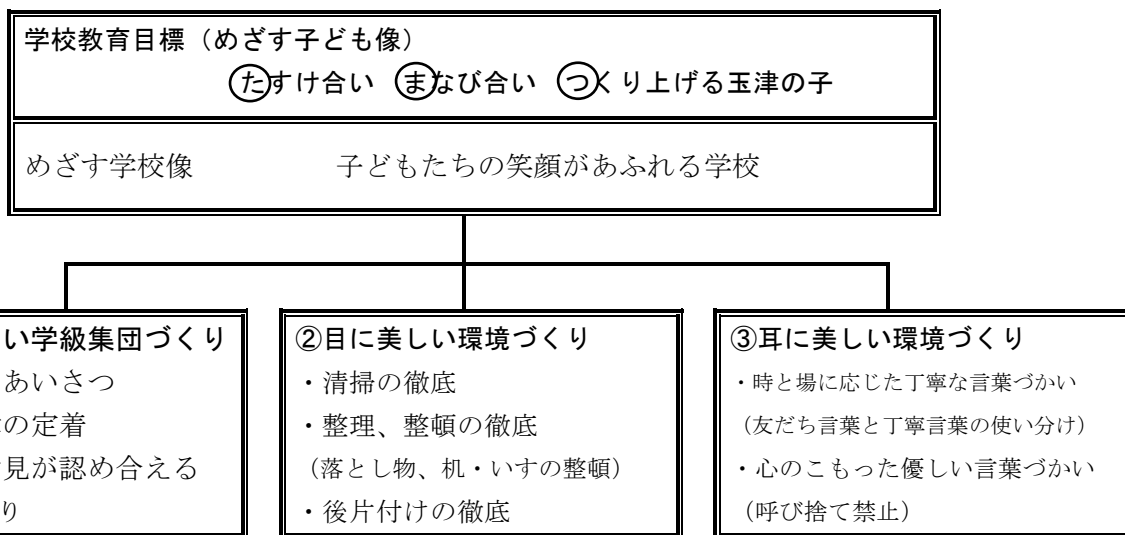 学校教育目標（めざす子ども像）
たすけ合い まなび合い つくり上げる玉津の子
めざす学校像 子どもたちの笑顔があふれる学校
い学級集団づくり
あいさつ
の定着
見が認め合える
り
②目に美しい環境づくり
・清掃の徹底
・整理、整頓の徹底
（落とし物、机・いすの整頓）
・後片付けの徹底
③耳に美しい環境づくり
・時と場に応じた丁寧な言葉づかい
（友だち言葉と丁寧言葉の使い分け）
・心のこもった優しい言葉づかい
（呼び捨て禁止）